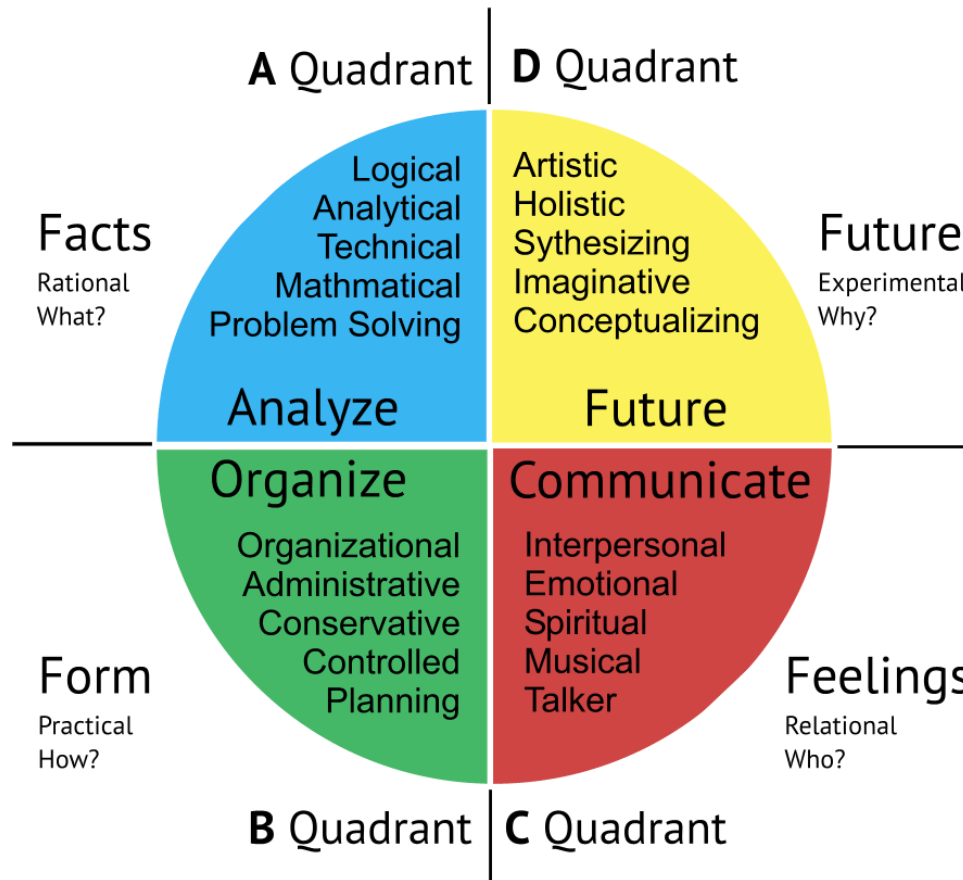 A Quadrant
D Quadrant
Facts
Rational
What?
Logical
Analytical
Technical
Mathmatical
Problem Solving
Analyze
Artistic
Holistic
Sythesizing
Imaginative
Conceptualizing
Future
Future
Experimental
Why?
Form
Practical
How?
Organize
Organizational
Administrative
Conservative
Controlled
Planning
Communicate
Interpersonal
Emotional
Spiritual
Musical
Talker
Feelings
Relational
Who?
B Quadrant
C Quadrant